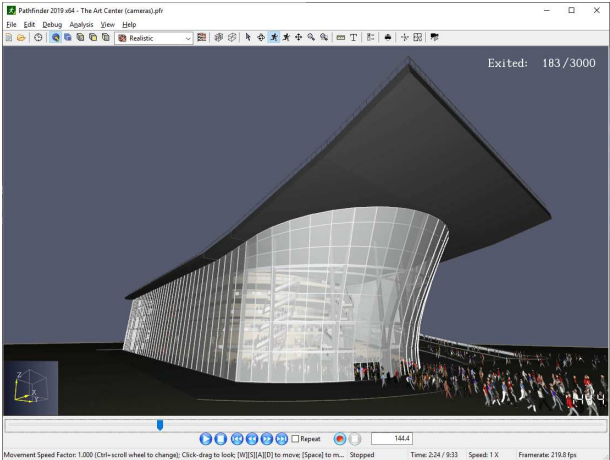 Pathfinder 2019 x64 - The Art Center (cameras).pfr
File Edit Debug Analysis View Help
Realistic
Exited: 183/3000
Z
X
Y
Repeat
144.4
Movement Speed Factor: 1.000 (Ctrl+scroll wheel to change); Click-drag to look; [W][S][A][D] to move; [Space] to m... Stopped Time: 2:24 / 9:33 Speed: 1 X Framerate: 219.8 fps